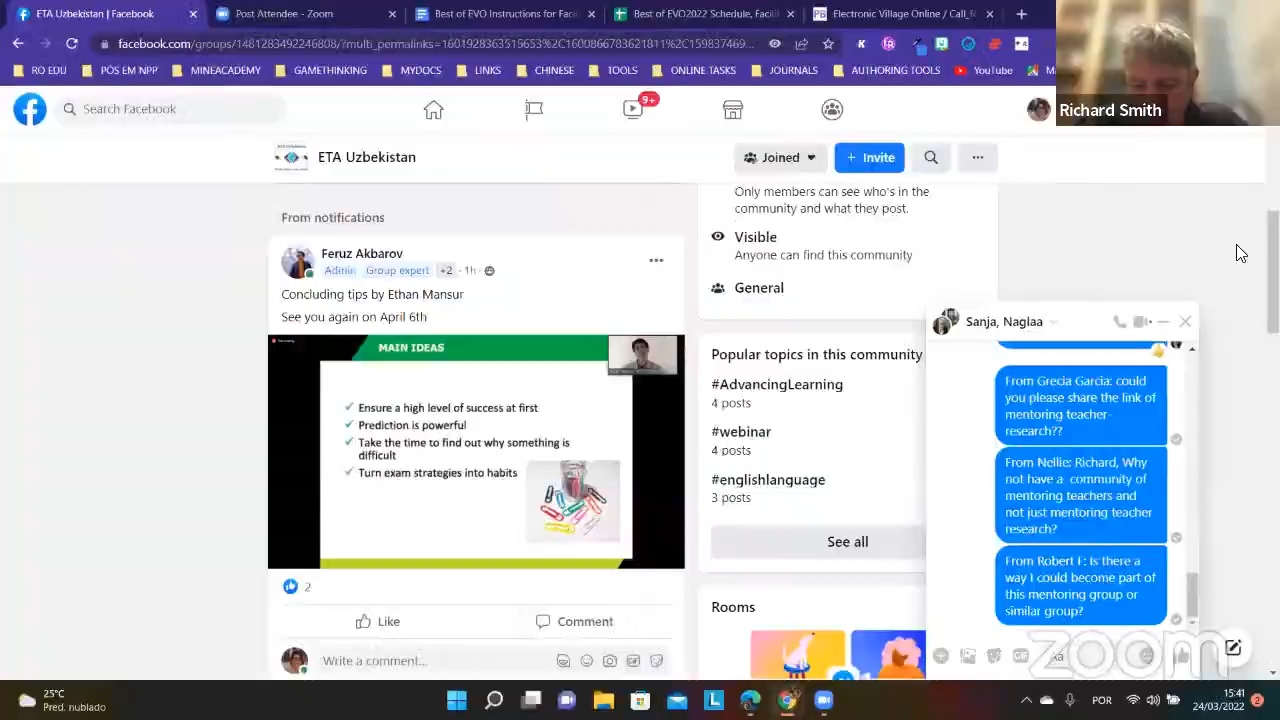 ETA Uzbekistan | Facebook
Post Attendee - Zoom
Best of EVO Instructions for Fac
Best of EVO2022 Schedule, Facili
Electronic Village Online / Call_fo
facebook.com/groups/1481283492246808/?multi_permalinks=1601928363515653%2C1600866783621811%2C159837469...
RO EDU
PÓS EM NPP
MINEACADEMY
GAMETHINKING
MYDOCS
LINKS
CHINESE
TOOLS
ONLINE TASKS
JOURNALS
AUTHORING TOOLS
YouTube
Richard Smith
Search Facebook
9+
ETA Uzbekistan
Joined
+ Invite
From notifications
Feruz Akbarov
Admin Group expert +2 · 1h
Concluding tips by Ethan Mansur
See you again on April 6th
MAIN IDEAS
Ensure a high level of success at first
Prediction is powerful
Take the time to find out why something is
difficult
Turn exam strategies into habits
2
Like
Comment
Write a comment...
Only members can see who's in the
community and what they post.
Visible
Anyone can find this community
General
Popular topics in this community
#AdvancingLearning
4 posts
#webinar
4 posts
#englishlanguage
3 posts
See all
Rooms
Sanja, Naglaa
From Grecia Garcia: could
you please share the link of
mentoring teacher-
research??
From Nellie: Richard, Why
not have a community of
mentoring teachers and
not just mentoring teacher
research?
From Robert F: Is there a
way I could become part of
this mentoring group or
similar group?
GIF
Aa
zoom
25°C
Pred. nublado
POR
15:41
24/03/2022
2